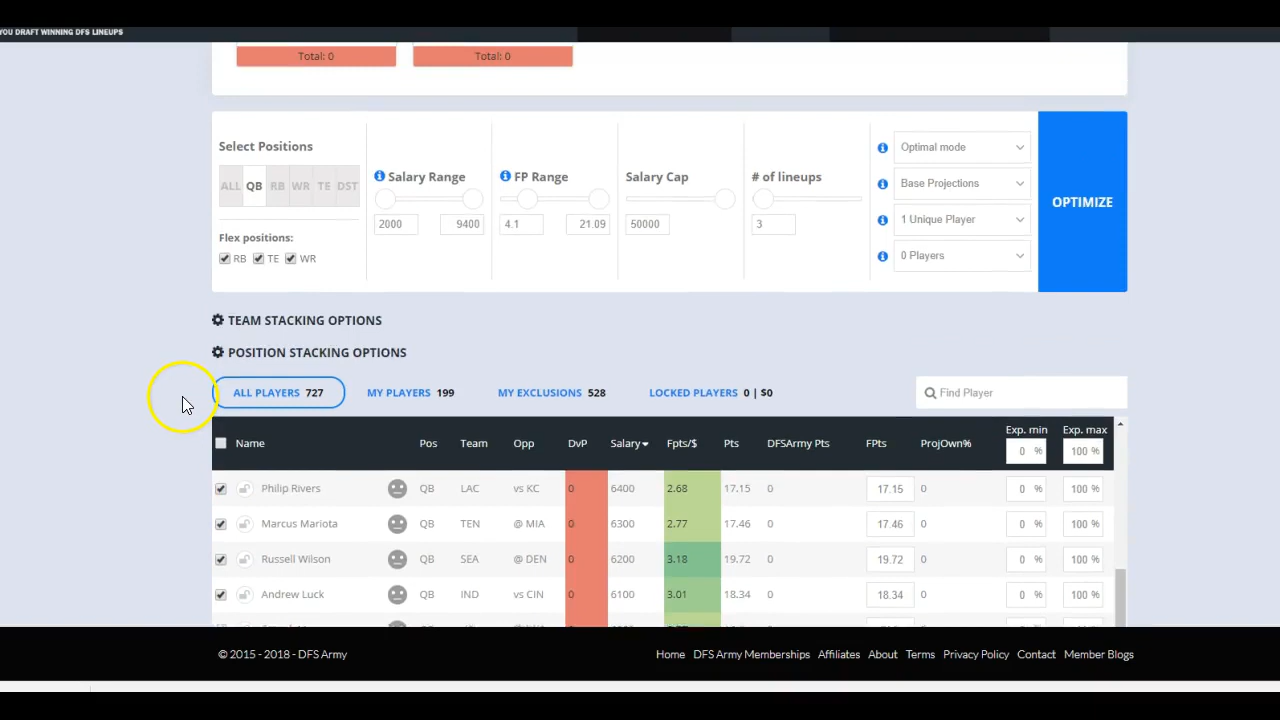 YOU DRAFT WINNING DFS LINEUPS
Total: 0 Total: 0
Select Positions
ALL QB RB WR TE DST
Flex positions:
RB TE WR
Salary Range
2000 9400
FP Range
4.1 21.09
Salary Cap
50000
# of lineups
3
Optimal mode
Base Projections
1 Unique Player
0 Players
OPTIMIZE
TEAM STACKING OPTIONS
POSITION STACKING OPTIONS
ALL PLAYERS 727 MY PLAYERS 199 MY EXCLUSIONS 528 LOCKED PLAYERS 0 | $0 Find Player
Name Pos Team Opp DvP Salary Fpts/$ Pts DFSArmy Pts FPts ProjOwn% Exp. min Exp. max
0 % 100 %
Philip Rivers QB LAC vs KC 0 6400 2.68 17.15 0 17.15 0 0 % 100 %
Marcus Mariota QB TEN @ MIA 0 6300 2.77 17.46 0 17.46 0 0 % 100 %
Russell Wilson QB SEA @ DEN 0 6200 3.18 19.72 0 19.72 0 0 % 100 %
Andrew Luck QB IND vs CIN 0 6100 3.01 18.34 0 18.34 0 0 % 100 %
© 2015 - 2018 - DFS Army Home DFS Army Memberships Affiliates About Terms Privacy Policy Contact Member Blogs